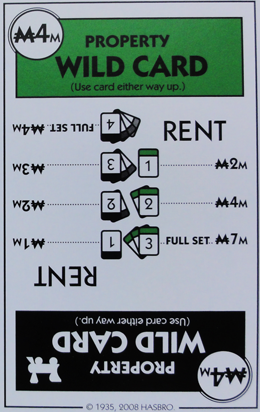 ₩4M
PROPERTY
WILD CARD
(Use card either way up.)
RENT
1 ₩2M
2 ₩4M
3 FULL SET ₩7M
RENT
1 ₩1M
2 ₩2M
3 ₩3M
4 FULL SET ₩4M
₩4M
PROPERTY
WILD CARD
(Use card either way up.)
© 1935, 2008 HASBRO